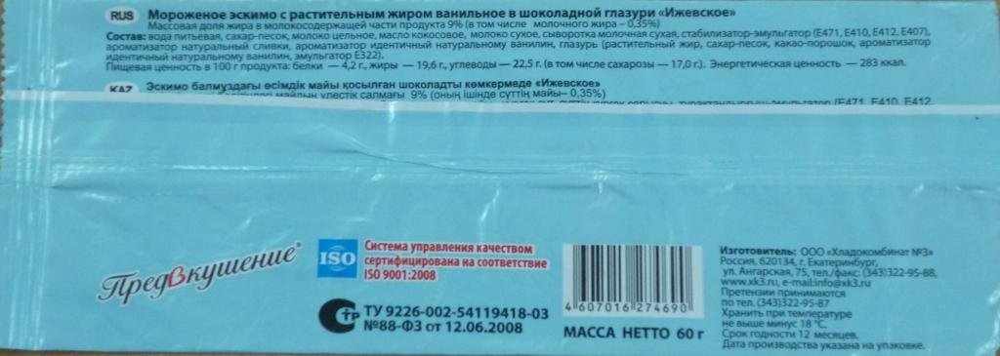 RUS Мороженое эскимо с растительным жиром ванильное в шоколадной глазури «Ижевское»
Массовая доля жира в молокосодержащей части продукта 9% (в том числе молочного жира – 0,35%)
Состав: вода питьевая, сахар-песок, молоко цельное, масло кокосовое, молоко сухое, сыворотка молочная сухая, стабилизатор-эмульгатор (Е471, Е410, Е412, Е407),
ароматизатор натуральный сливки, ароматизатор идентичный натуральному ванилин, глазурь (растительный жир, сахар-песок, какао-порошок, ароматизатор
идентичный натуральному ванилин, эмульгатор Е322).
Пищевая ценность в 100 г продукта: белки — 4,2 г., жиры — 19,6 г., углеводы — 22,5 г. (в том числе сахарозы — 17,0 г.). Энергетическая ценность — 283 ккал.
KAZ Эскимо балмұздағы өсімдік майы қосылған шоколадты көмкермеде «Ижевское»
майдың үлестік салмағы 9% (оның ішінде сүттің майы– 0,35%)
(Е471, Е410, Е412,
ПредВкушение®
ISO
Система управления качеством
сертифицирована на соответствие
ISO 9001:2008
СТР ТУ 9226-002-54119418-03
№88-ФЗ от 12.06.2008
4 607016 274690
МАССА НЕТТО 60 г
Изготовитель: ООО «Хладокомбинат №3»
Россия, 620134, г. Екатеринбург,
ул. Ангарская, 75, тел./факс: (343)322-95-88,
www.xk3.ru, e-mail:info@xk3.ru
Претензии принимаются
по тел. (343)322-95-87
Хранить при температуре
не выше минус 18 °С.
Срок годности 12 месяцев.
Дата производства указана на упаковке.